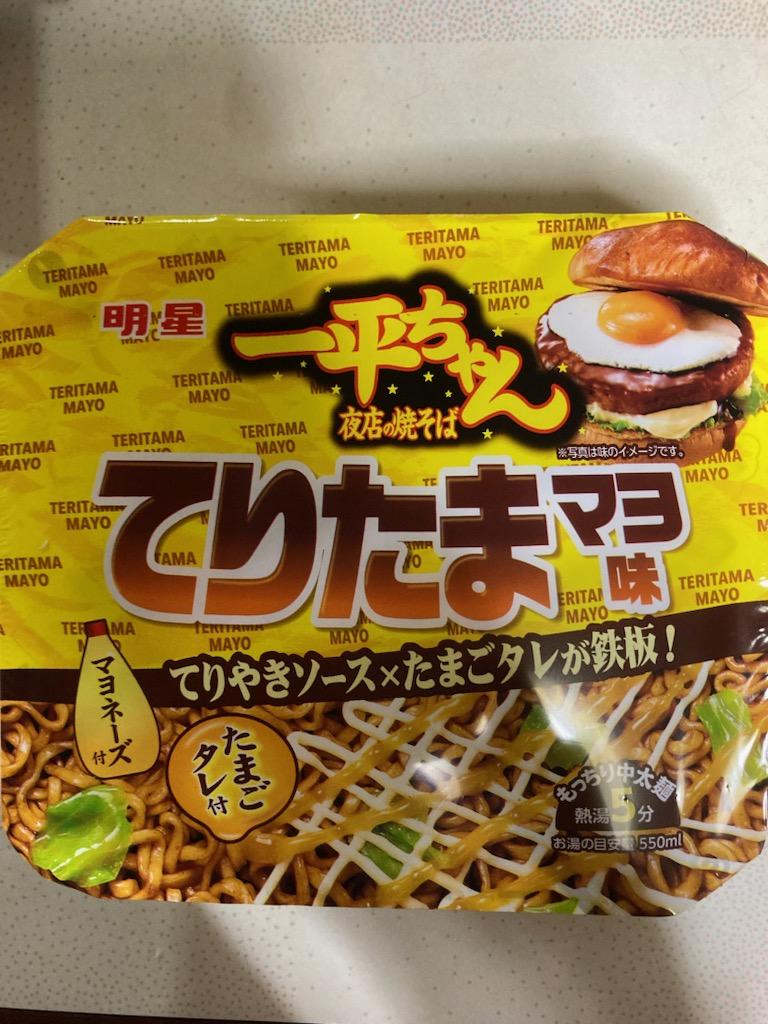 TERITAMA MAYO
明星
一平ちゃん
夜店の焼そば
※写真は味のイメージです。
てりたまマヨ味
てりやきソース×たまごタレが鉄板!
マヨネーズ付
たまごタレ付
もっちり中太麺
熱湯5分
お湯の目安量 550ml